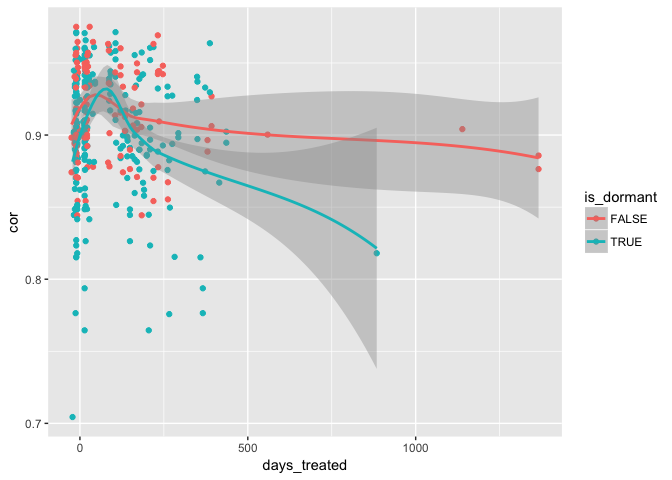 cor
0.9
0.8
0.7
0
500
1000
days_treated
is_dormant
FALSE
TRUE